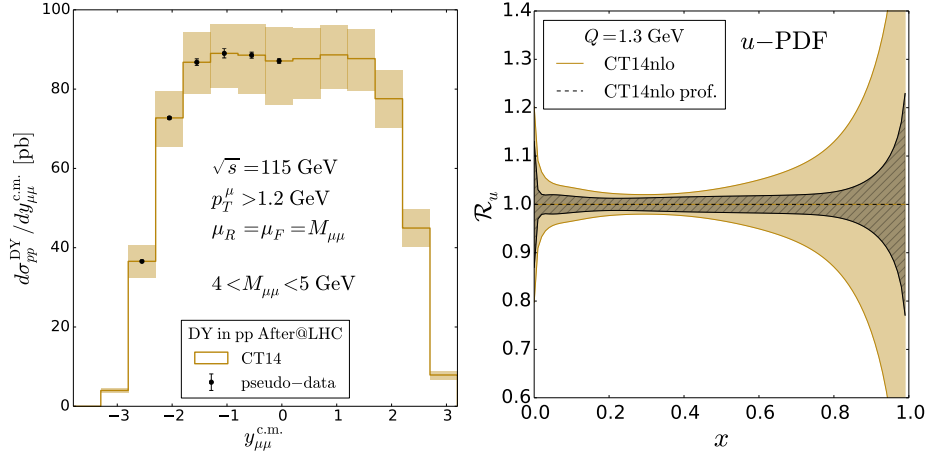 100
80
60
40
20
0
dσ_pp^DY/dy_μμ^c.m. [pb]
√s = 115 GeV
p_T^μ > 1.2 GeV
μ_R = μ_F = M_μμ
4 < M_μμ < 5 GeV
DY in pp After@LHC
CT14
pseudo−data
−3 −2 −1 0 1 2 3
y_μμ^c.m.
1.4
1.3
1.2
1.1
1.0
0.9
0.8
0.7
0.6
R_u
Q = 1.3 GeV
CT14nlo
CT14nlo prof.
u−PDF
0.0 0.2 0.4 0.6 0.8 1.0
x